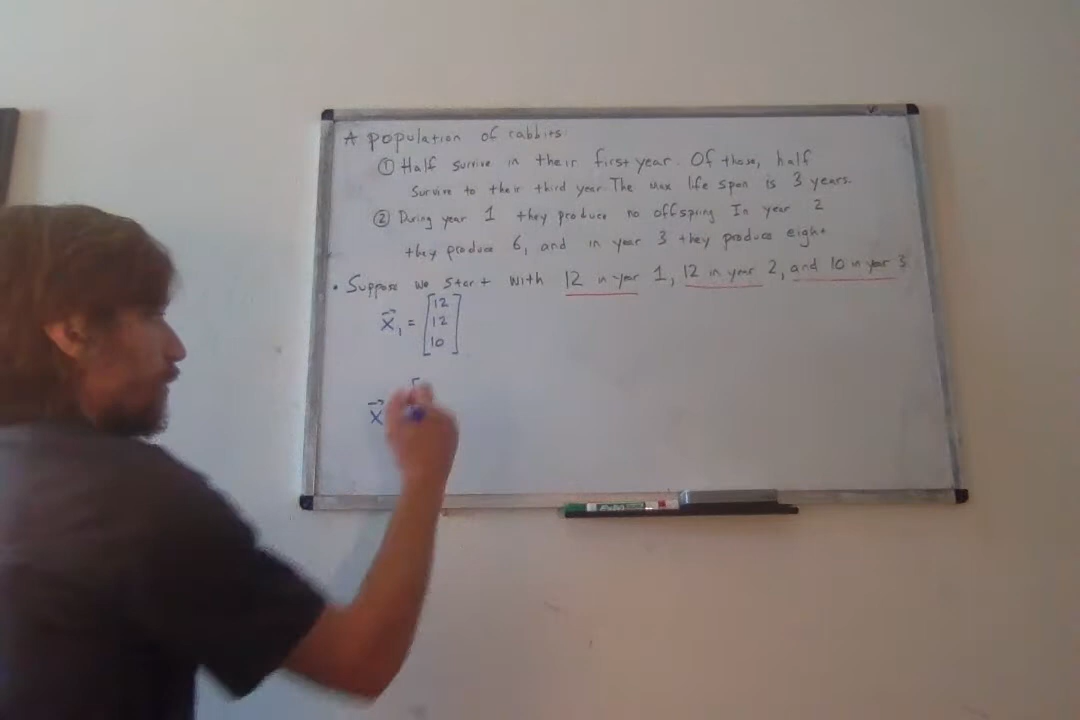 A population of rabbits:
① Half survive in their first year. Of those, half
survive to their third year. The max life span is 3 years.
② During year 1 they produce no offspring In year 2
they produce 6, and in year 3 they produce eight
• Suppose we start with 12 in year 1, 12 in year 2, and 10 in year 3
x⃗₁ = [12
12
10]
x⃗